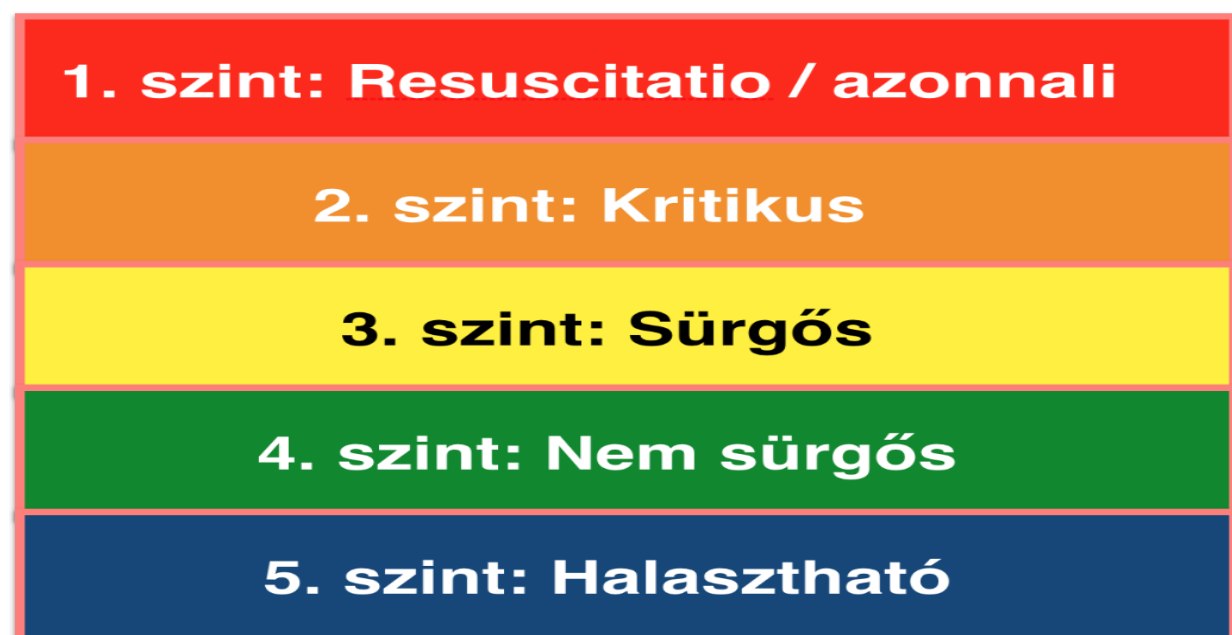 1. szint: Resuscitatio / azonnali
2. szint: Kritikus
3. szint: Sürgős
4. szint: Nem sürgős
5. szint: Halasztható